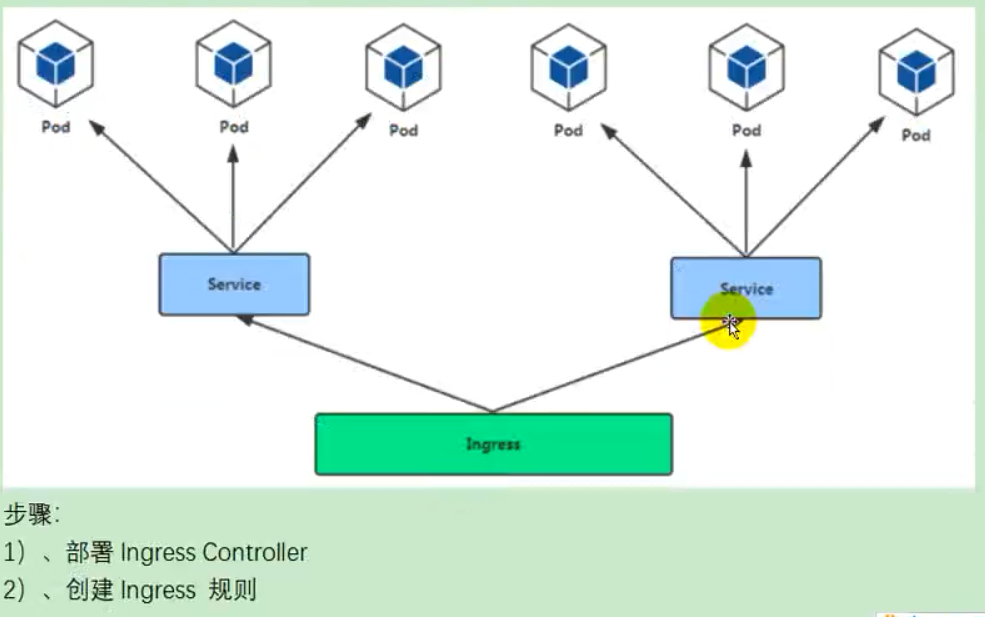 Pod Pod Pod Pod Pod Pod
Service Service
Ingress
步骤：
1）、部署 Ingress Controller
2）、创建 Ingress 规则